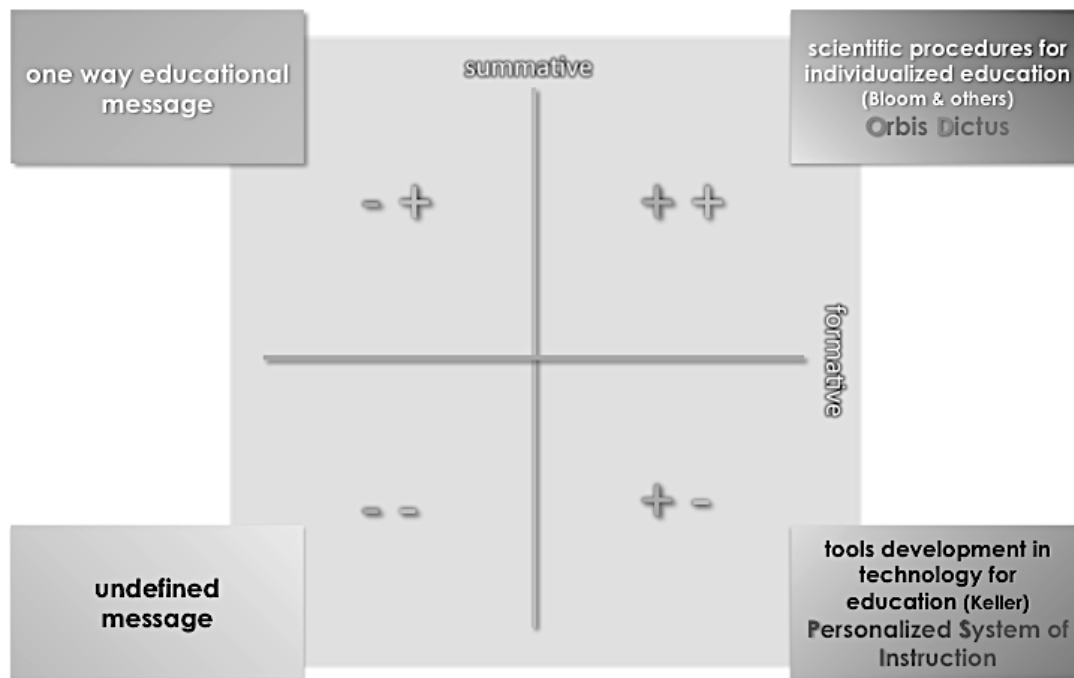 one way educational
message
summative
scientific procedures for
individualized education
(Bloom & others)
Orbis Dictus
- +
+ +
formative
- -
+ -
undefined
message
tools development in
technology for
education (Keller)
Personalized System of
Instruction